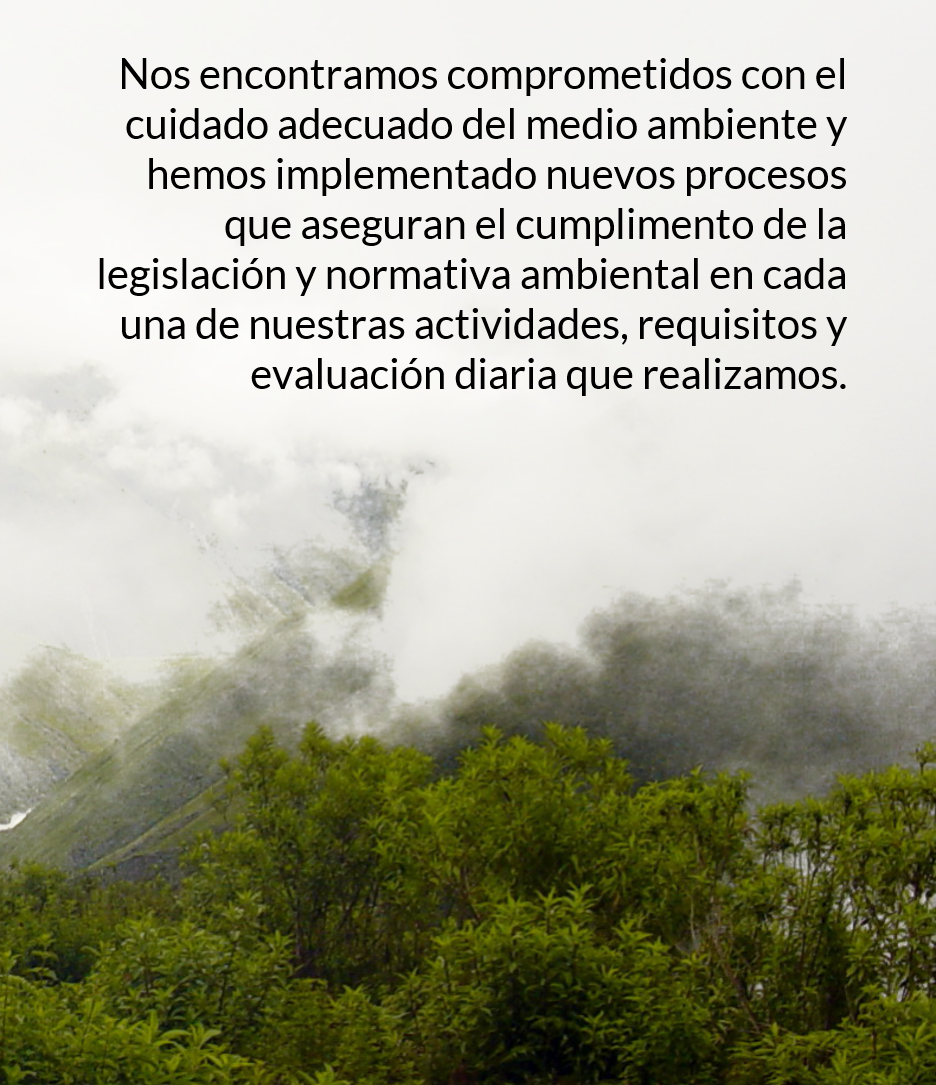 Nos encontramos comprometidos con el
cuidado adecuado del medio ambiente y
hemos implementado nuevos procesos
que aseguran el cumplimento de la
legislación y normativa ambiental en cada
una de nuestras actividades, requisitos y
evaluación diaria que realizamos.